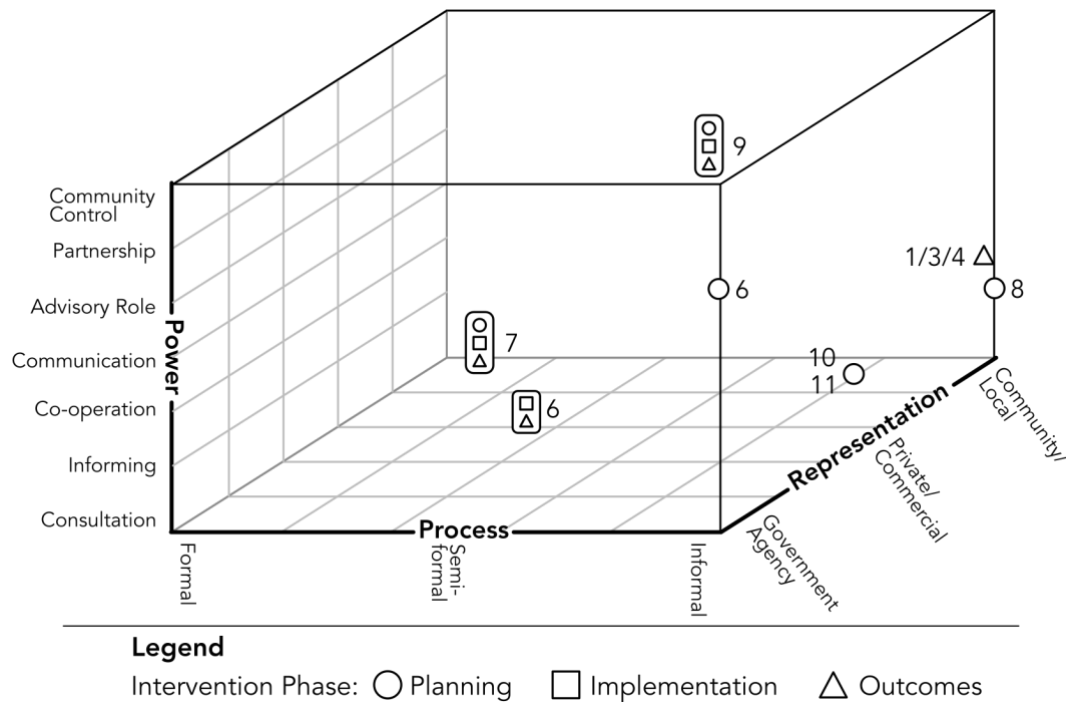 9
Community
Control
Partnership
1/3/4
Advisory Role
6
8
Power
7
Communication
10
11
Co-operation
6
Informing
Consultation
Process
Representation
Community/
Local
Private/
Commercial
Government
Agency
Formal
Semi-
formal
Informal
Legend
Intervention Phase: Planning Implementation Outcomes